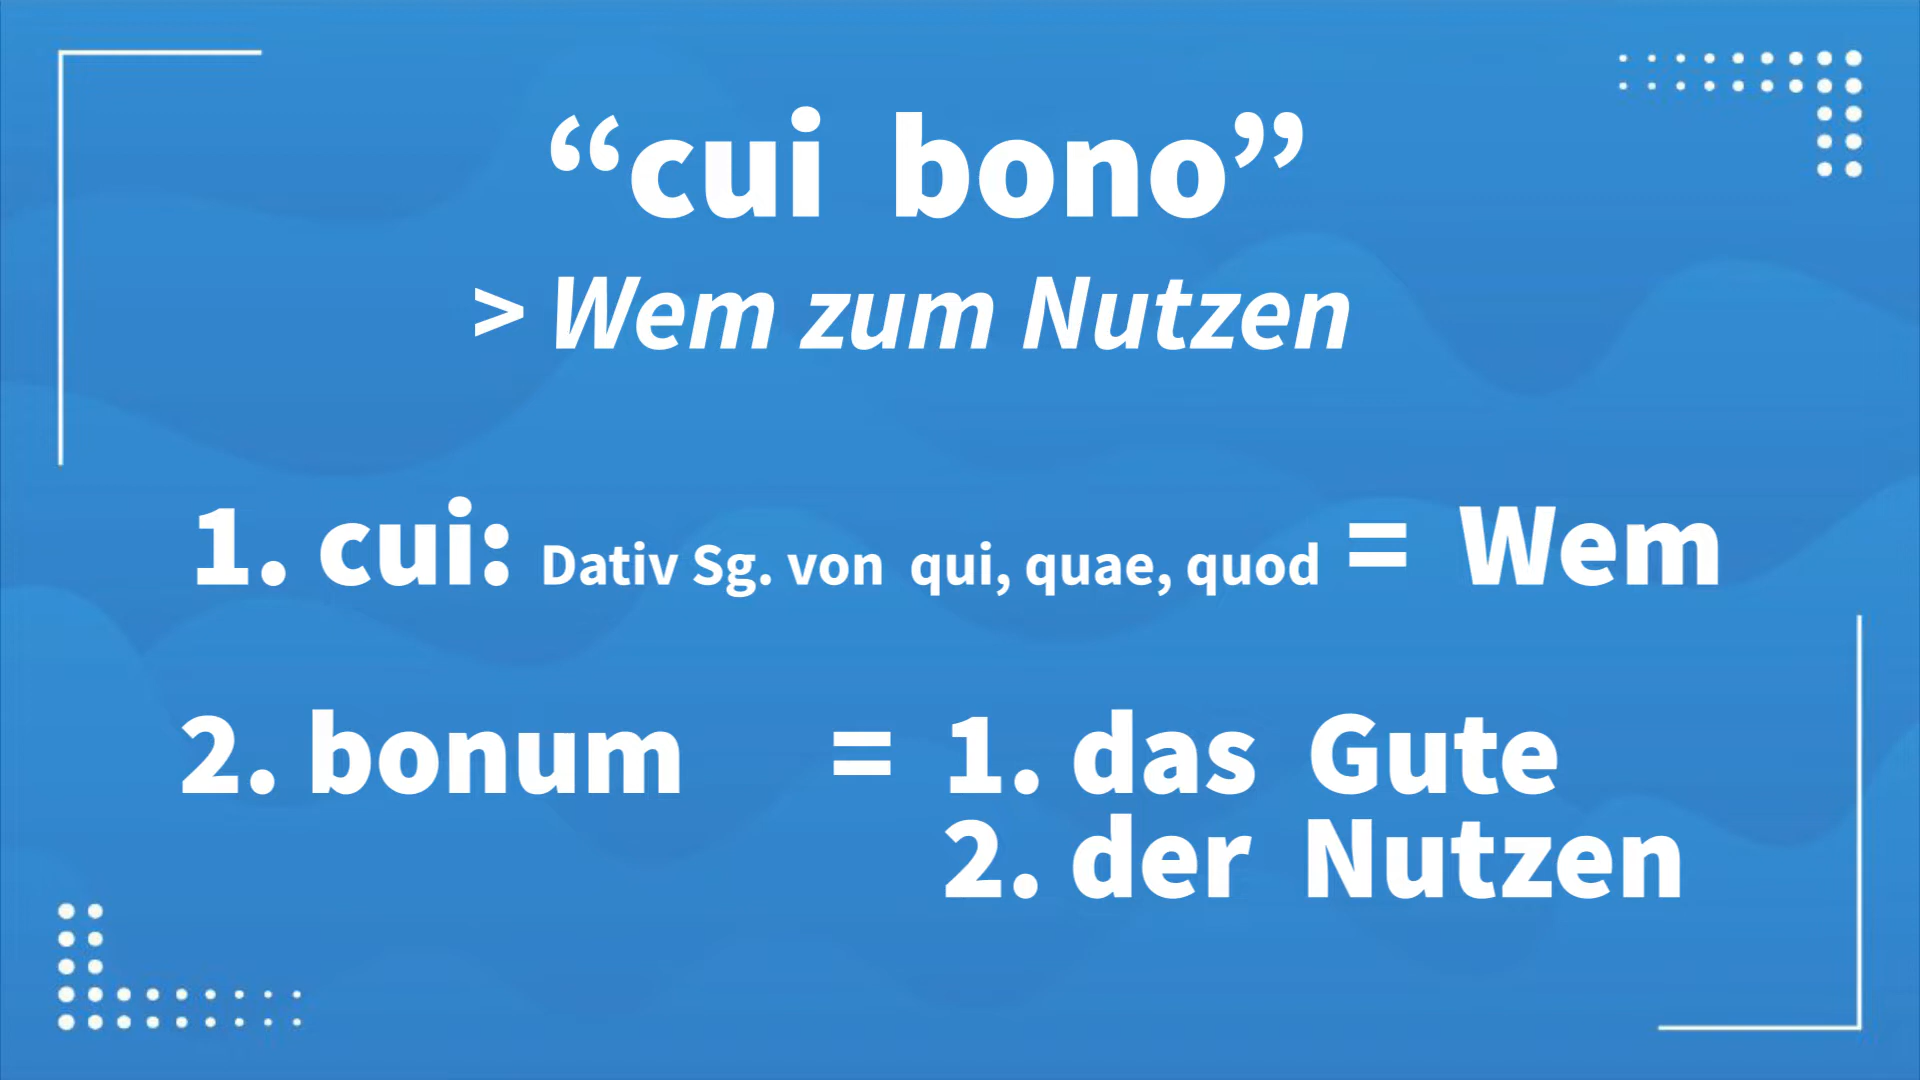 “cui bono”
> Wem zum Nutzen
1. cui: Dativ Sg. von qui, quae, quod = Wem
2. bonum = 1. das Gute
2. der Nutzen